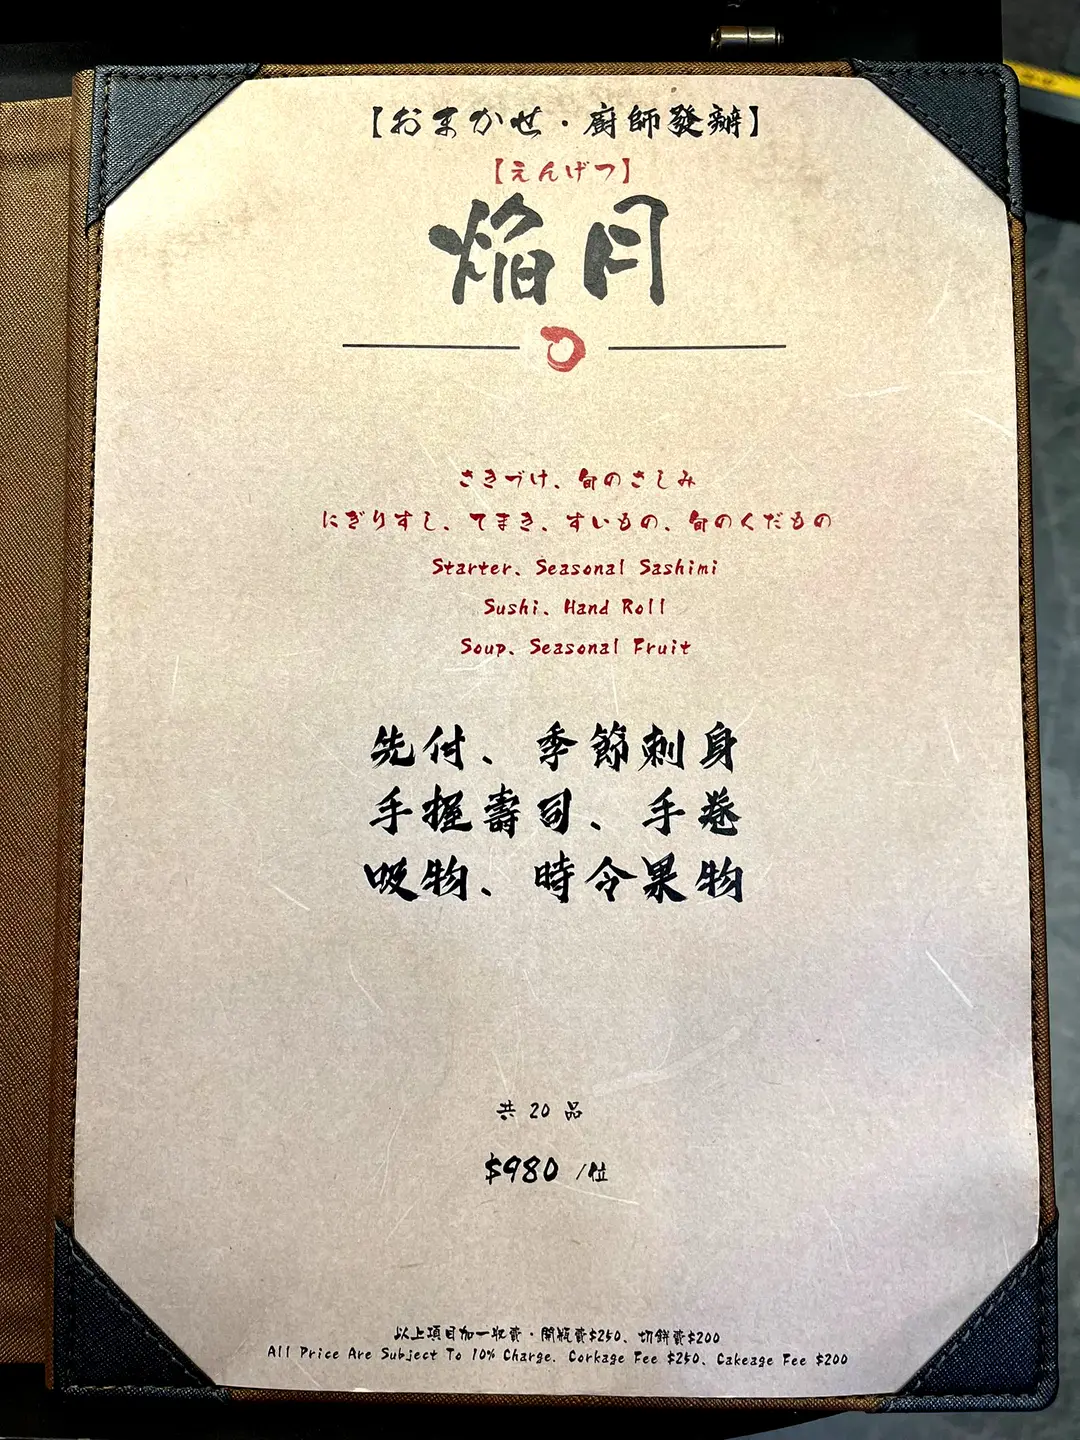 【おまかせ・廚師發辦】
【えんげつ】
焔月
さきづけ、旬のさしみ
にぎりすし、てまき、すいもの、旬のくだもの
Starter、Seasonal Sashimi
Sushi、Hand Roll
Soup、Seasonal Fruit
先付、季節刺身
手握壽司、手卷
吸物、時令果物
共 20 品
$980 /位
以上項目加一收費・開瓶費$250、切餅費$200
All Price Are Subject To 10% Charge. Corkage Fee $250、Cakeage Fee $200